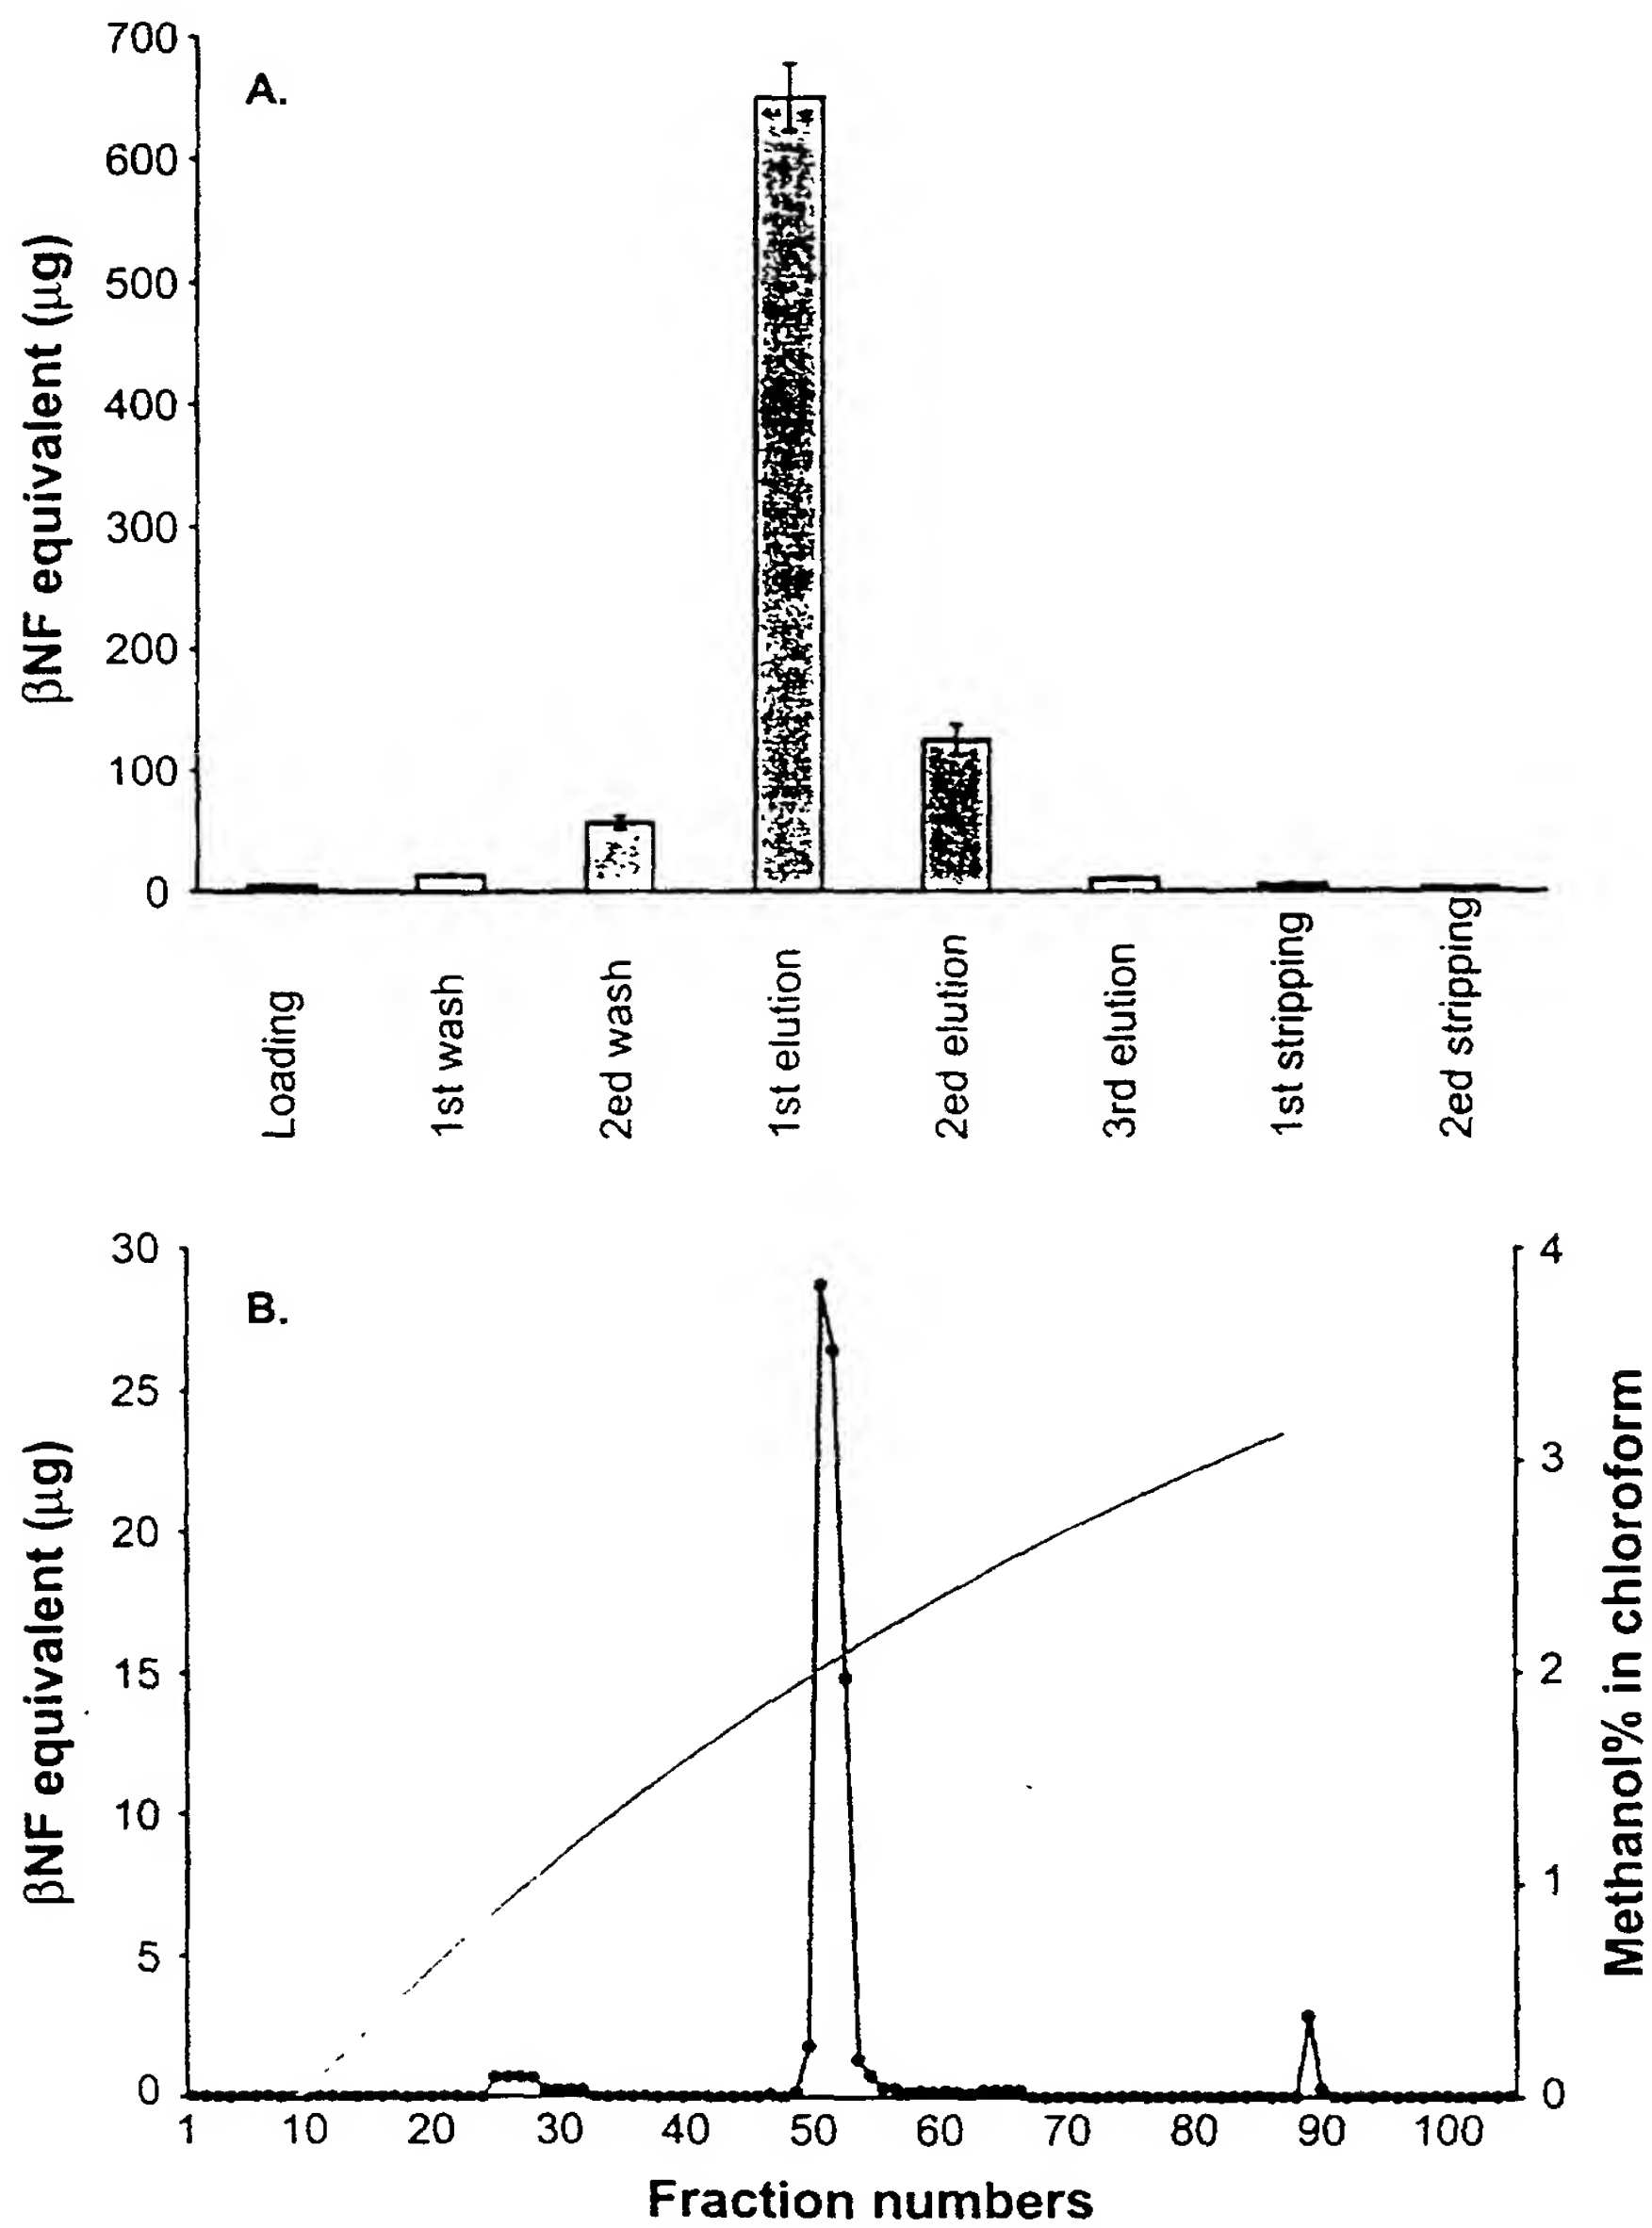 A.
βNF equivalent (μg)
700
600
500
400
300
200
100
0
Loading
1st wash
2ed wash
1st elution
2ed elution
3rd elution
1st stripping
2ed stripping
B.
βNF equivalent (μg)
30
25
20
15
10
5
0
4
3
2
1
0
Methanol% in chloroform
1 10 20 30 40 50 60 70 80 90 100
Fraction numbers